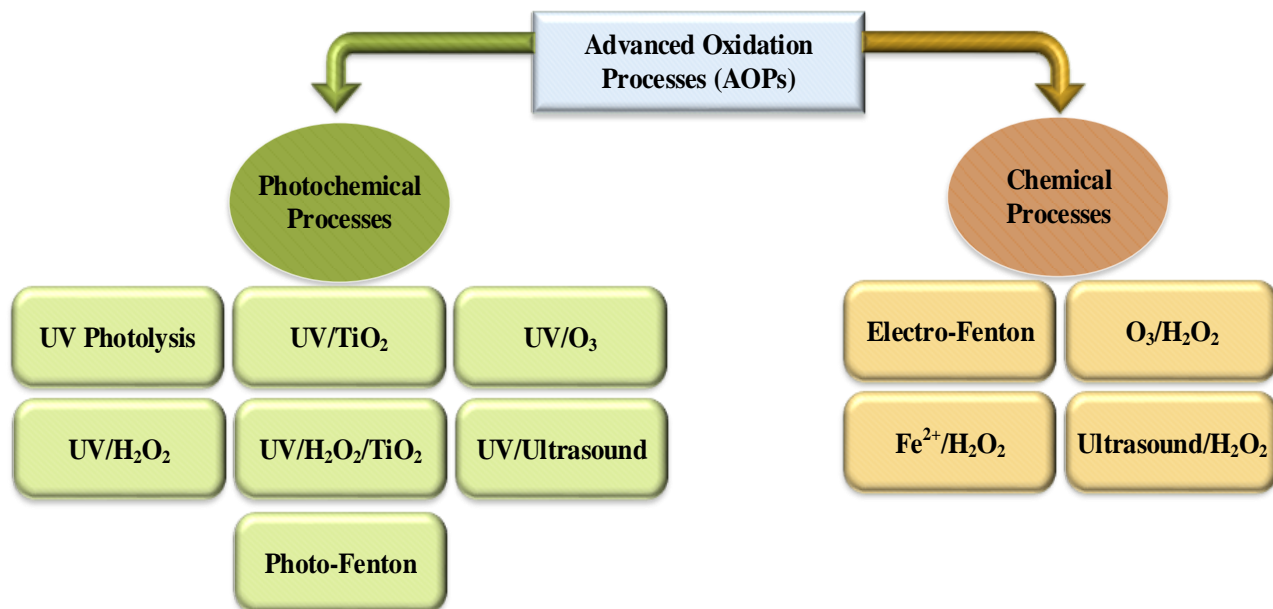 Advanced Oxidation
Processes (AOPs)
Photochemical
Processes
Chemical
Processes
UV Photolysis
UV/TiO₂
UV/O₃
UV/H₂O₂
UV/H₂O₂/TiO₂
UV/Ultrasound
Photo-Fenton
Electro-Fenton
O₃/H₂O₂
Fe²⁺/H₂O₂
Ultrasound/H₂O₂